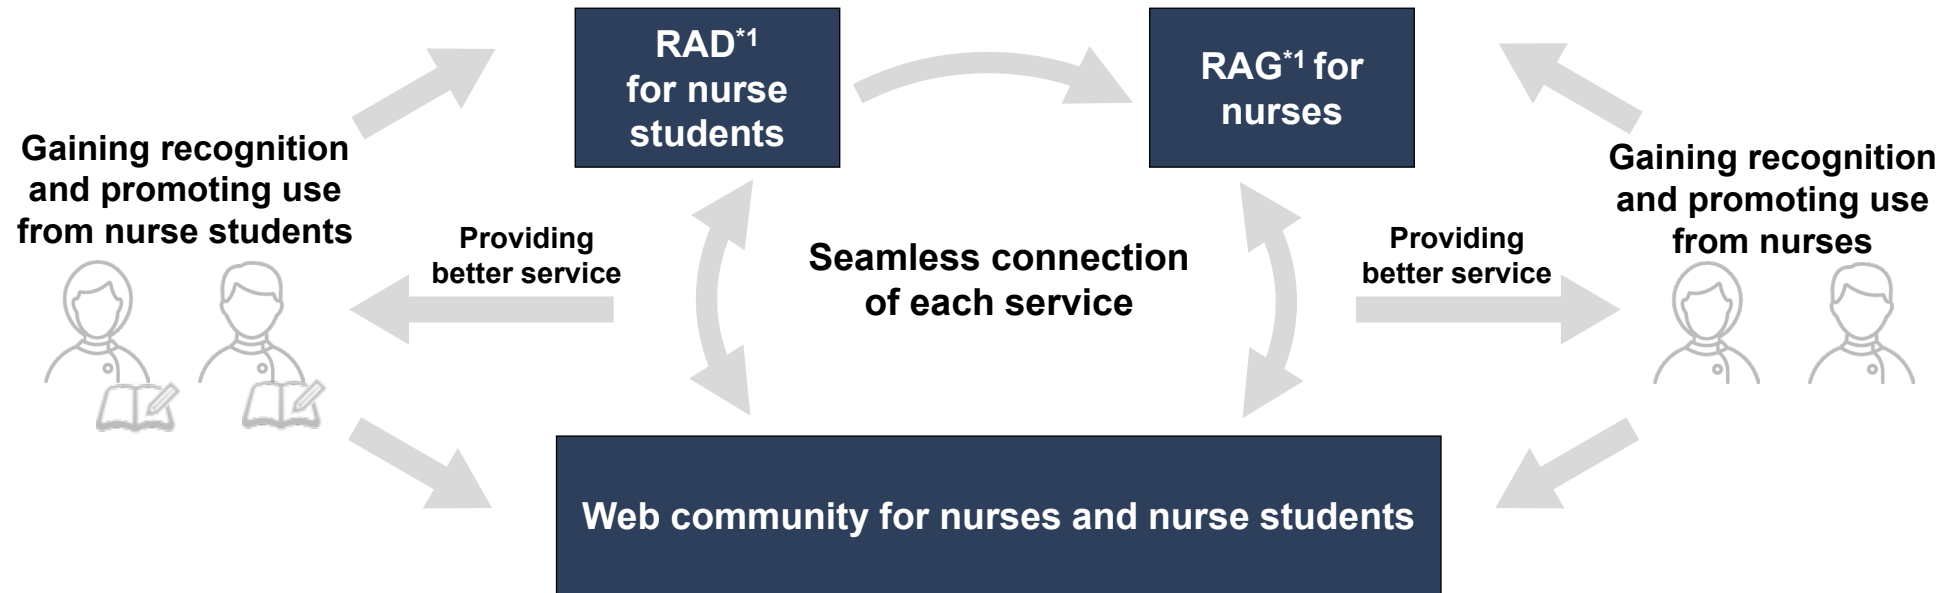 RAD*1
for nurse
students
RAG*1 for
nurses
Gaining recognition
and promoting use
from nurse students
Providing
better service
Seamless connection
of each service
Providing
better service
Gaining recognition
and promoting use
from nurses
Web community for nurses and nurse students